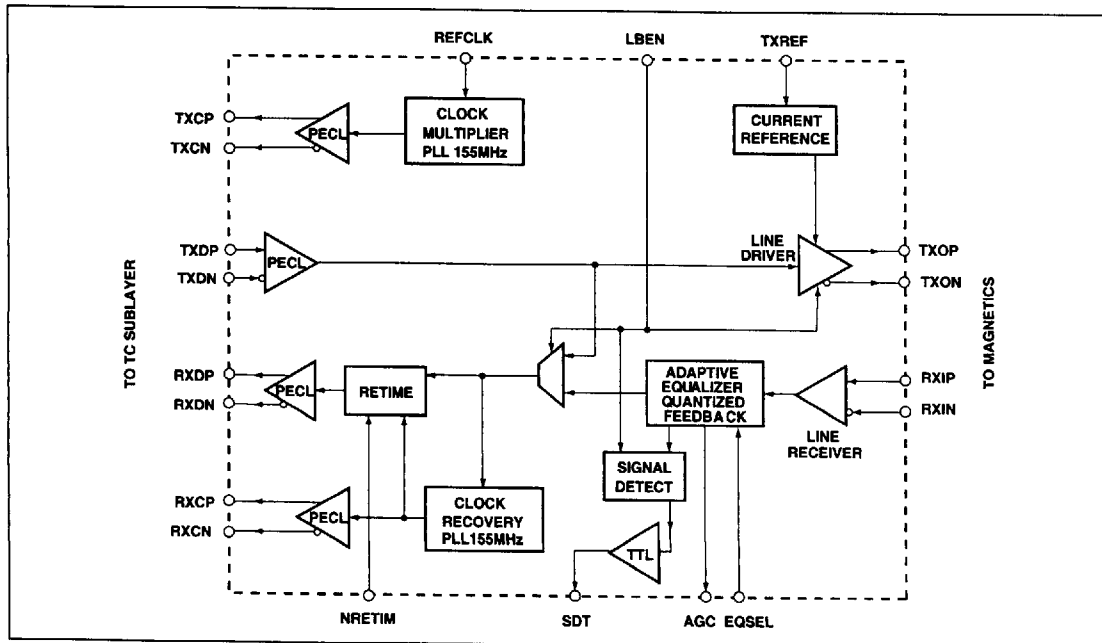 REFCLK
LBEN
TXREF
TXCP
TXCN
PECL
CLOCK
MULTIPLIER
PLL 155MHz
CURRENT
REFERENCE
TXDP
TXDN
PECL
LINE
DRIVER
TXOP
TXON
TO TC SUBLAYER
TO MAGNETICS
RXDP
RXDN
PECL
RETIME
ADAPTIVE
EQUALIZER
QUANTIZED
FEEDBACK
RXIP
RXIN
LINE
RECEIVER
SIGNAL
DETECT
RXCP
RXCN
PECL
CLOCK
RECOVERY
PLL155MHz
TTL
NRETIM
SDT
AGC
EQSEL